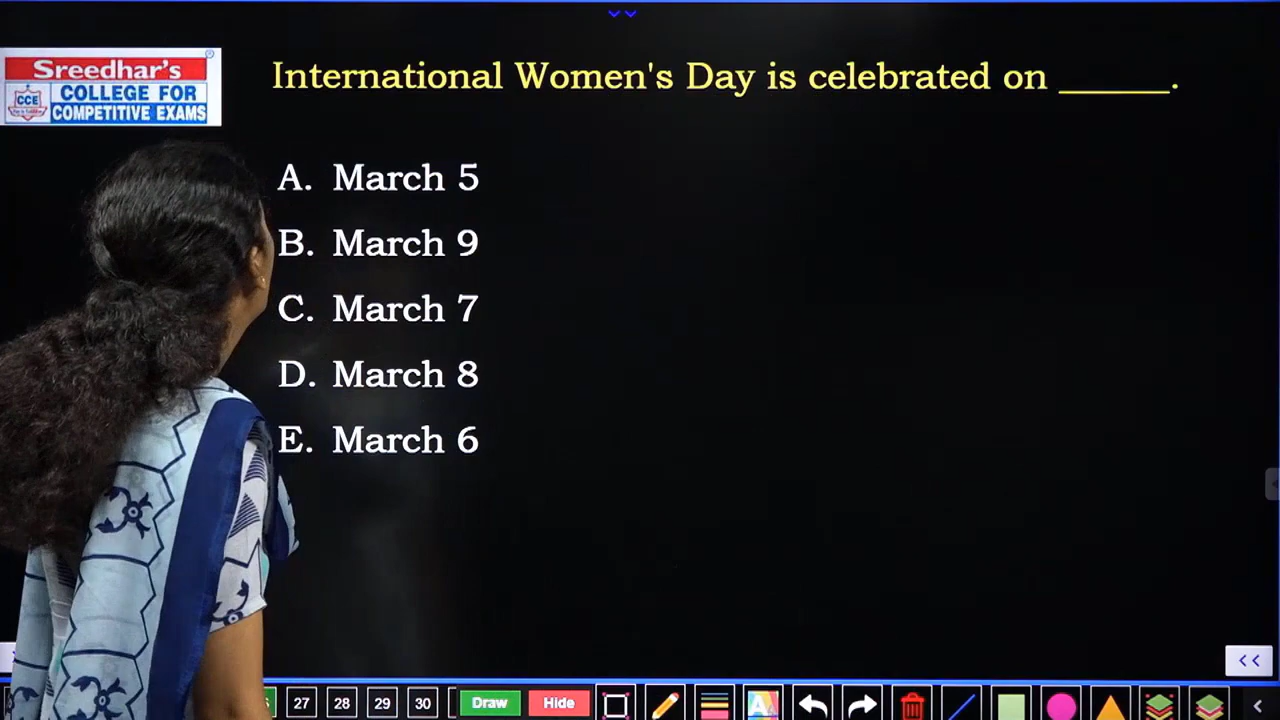 Sreedhar's
CCE
COLLEGE FOR
COMPETITIVE EXAMS
International Women's Day is celebrated on ______.
A. March 5
B. March 9
C. March 7
D. March 8
E. March 6
27 28 29 30 Draw Hide